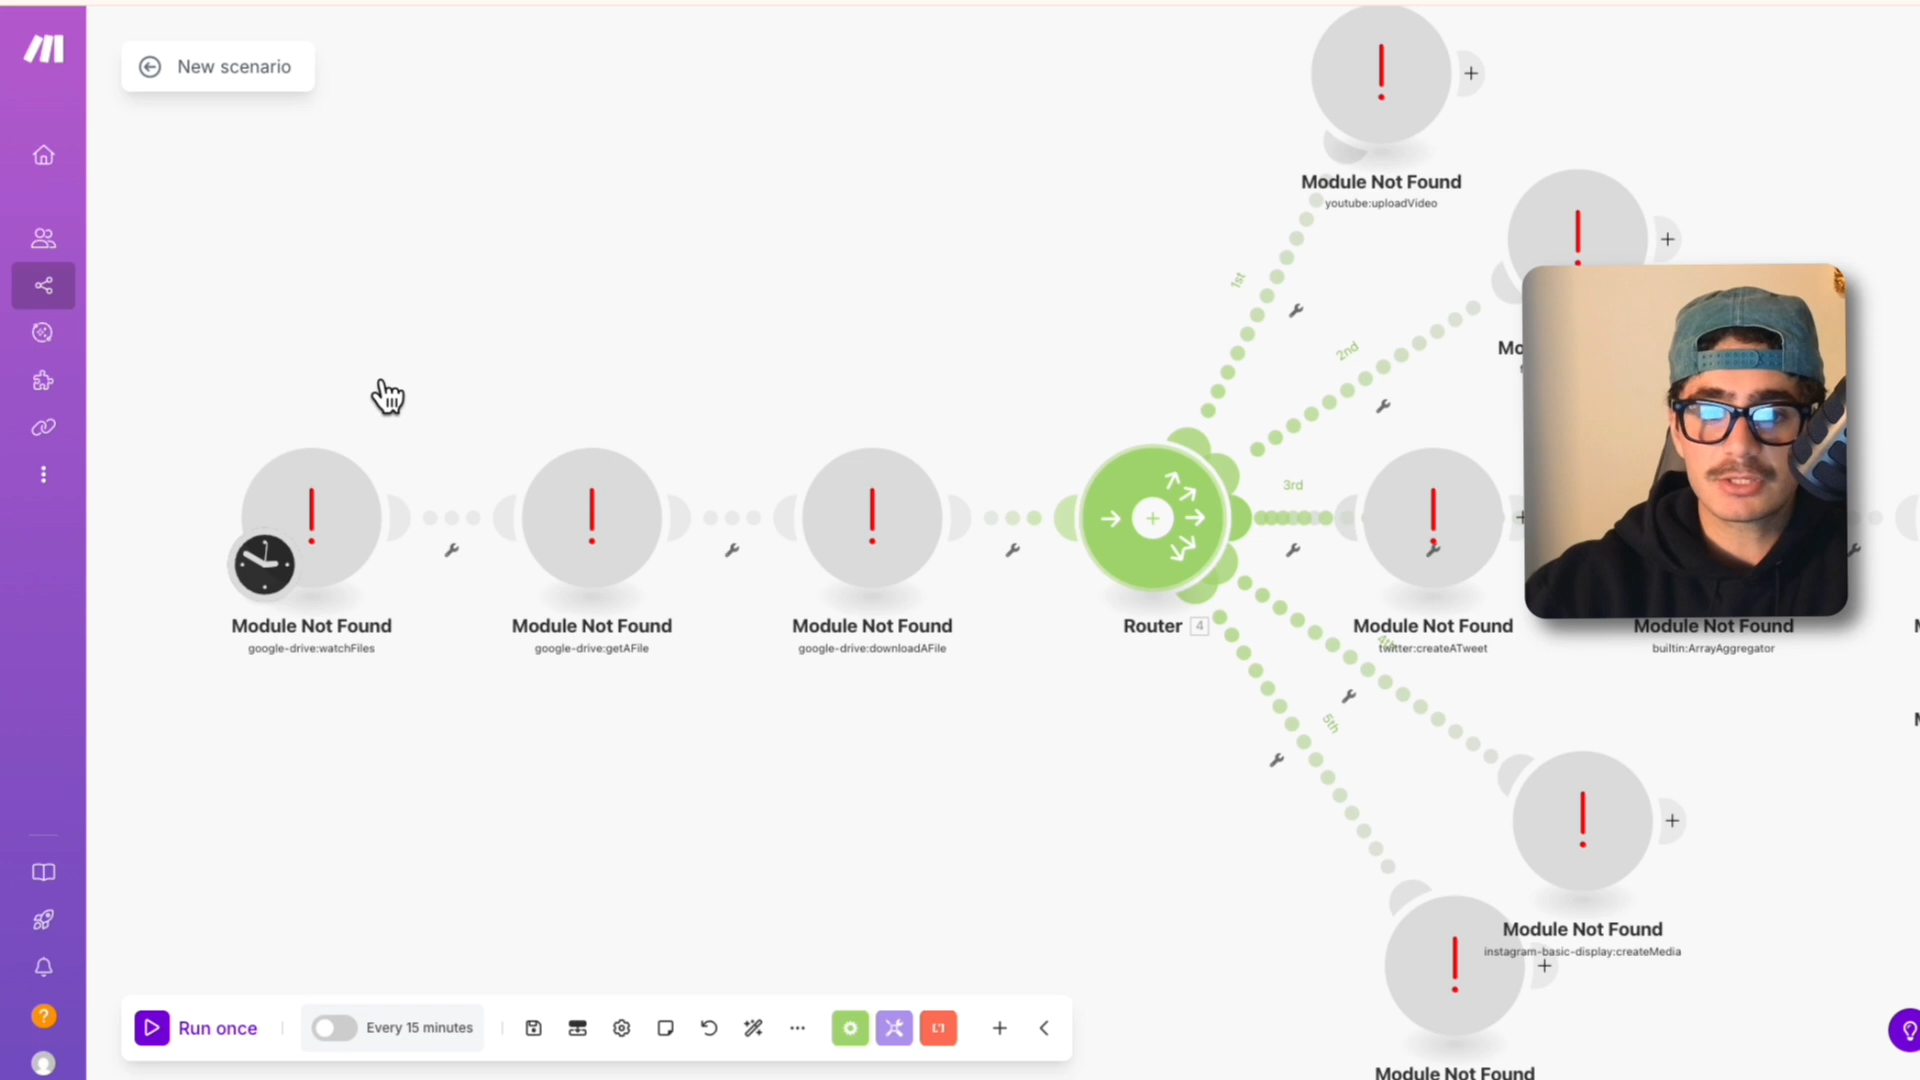 New scenario
Module Not Found
youtube:uploadVideo
1st
2nd
3rd
4th
5th
Module Not Found
google-drive:watchFiles
Module Not Found
google-drive:getAFile
Module Not Found
google-drive:downloadAFile
Router 4
Module Not Found
twitter:createATweet
Module Not Found
builtin:ArrayAggregator
Module Not Found
instagram-basic-display:createMedia
Module Not Found
Run once
Every 15 minutes